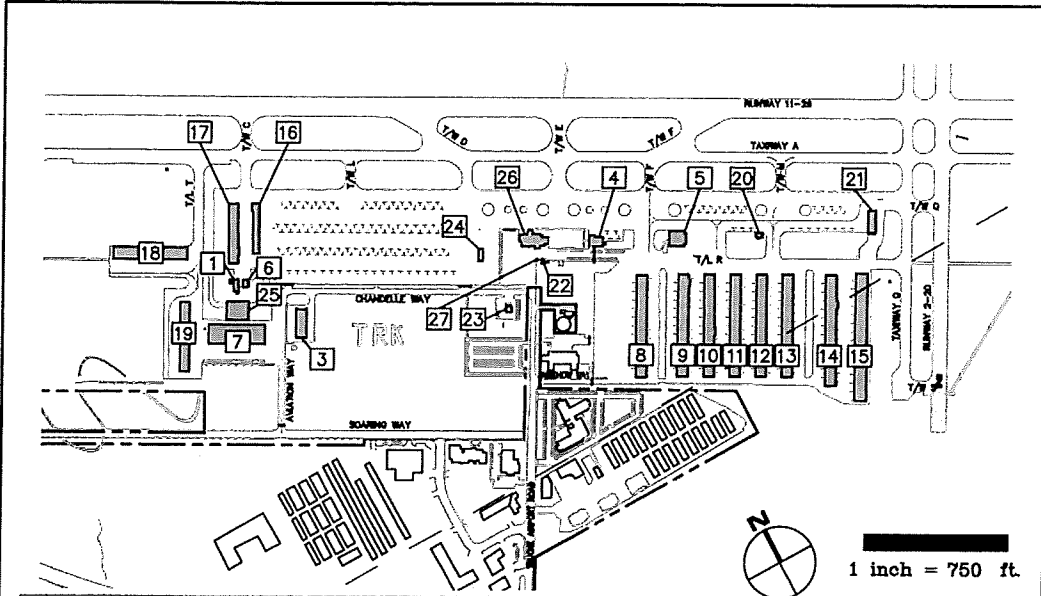 RUNWAY 11-28
T/W C
T/W D
T/W E
T/W F
TAXIWAY A
17
16
T/W L
T/W F
T/W H
T/L T
26
4
5
20
21
T/W Q
24
18
T/L R
1
6
22
25
CHANDELLE WAY
27
23
TAXIWAY Q
RUNWAY 2-20
19
7
3
TRK
8
9
10
11
12
13
14
15
AVIATION WAY
SOARING WAY
N
1 inch = 750 ft.